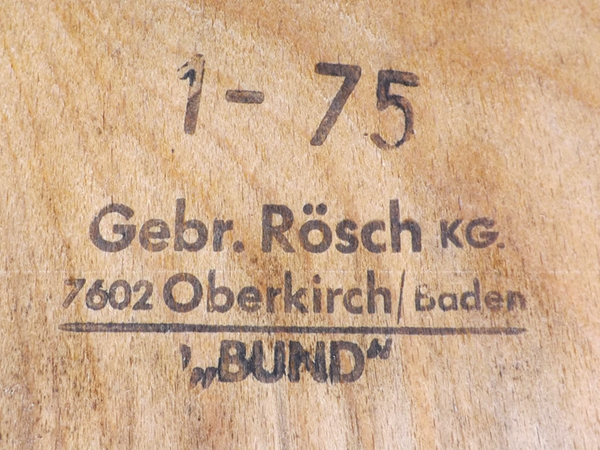 1-75
Gebr. Rösch KG.
7602 Oberkirch/Baden
„BUND“